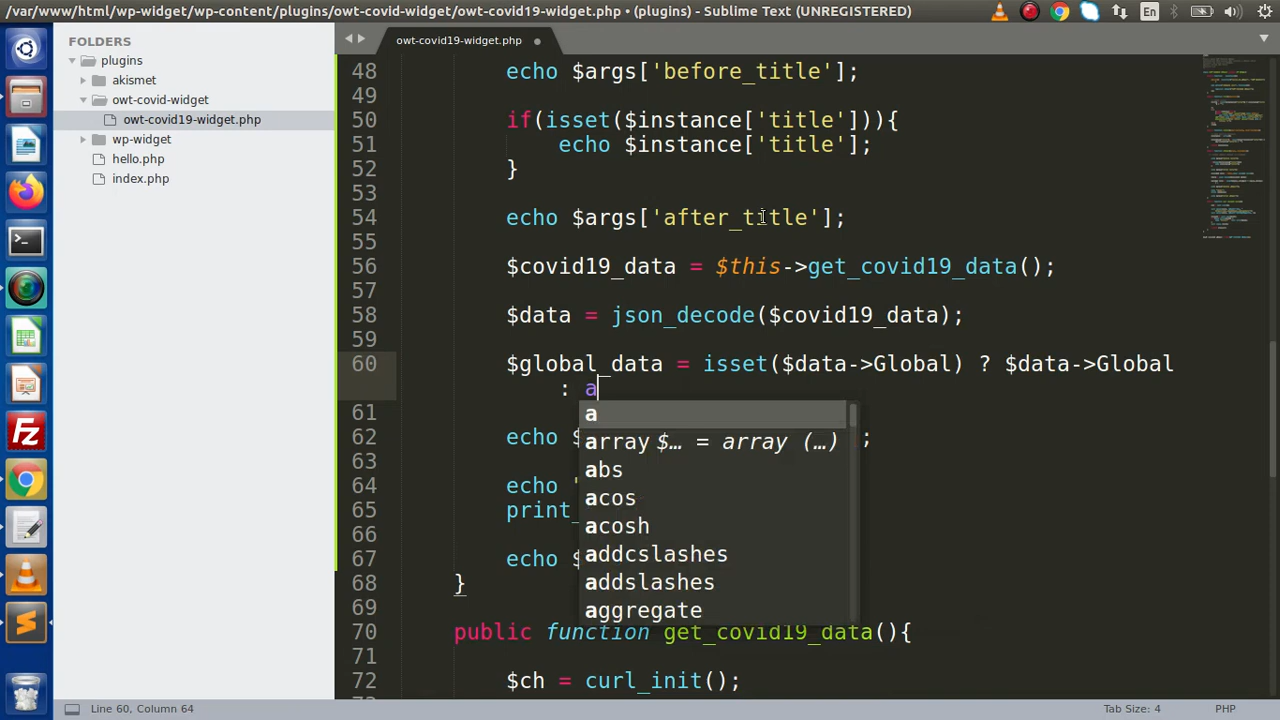 /var/www/html/wp-widget/wp-content/plugins/owt-covid-widget/owt-covid19-widget.php • (plugins) - Sublime Text (UNREGISTERED)
En
FOLDERS
plugins
akismet
owt-covid-widget
owt-covid19-widget.php
wp-widget
hello.php
index.php
owt-covid19-widget.php
48 echo $args['before_title'];
49
50 if(isset($instance['title'])){
51 echo $instance['title'];
52 }
53
54 echo $args['after_title'];
55
56 $covid19_data = $this->get_covid19_data();
57
58 $data = json_decode($covid19_data);
59
60 $global_data = isset($data->Global) ? $data->Global
: a
61
62 echo $ ;
63
64 echo '
65 print_
66
67 echo $
68 }
69
70 public function get_covid19_data(){
71
72 $ch = curl_init();
a
array $… = array (…)
abs
acos
acosh
addcslashes
addslashes
aggregate
Line 60, Column 64
Tab Size: 4
PHP